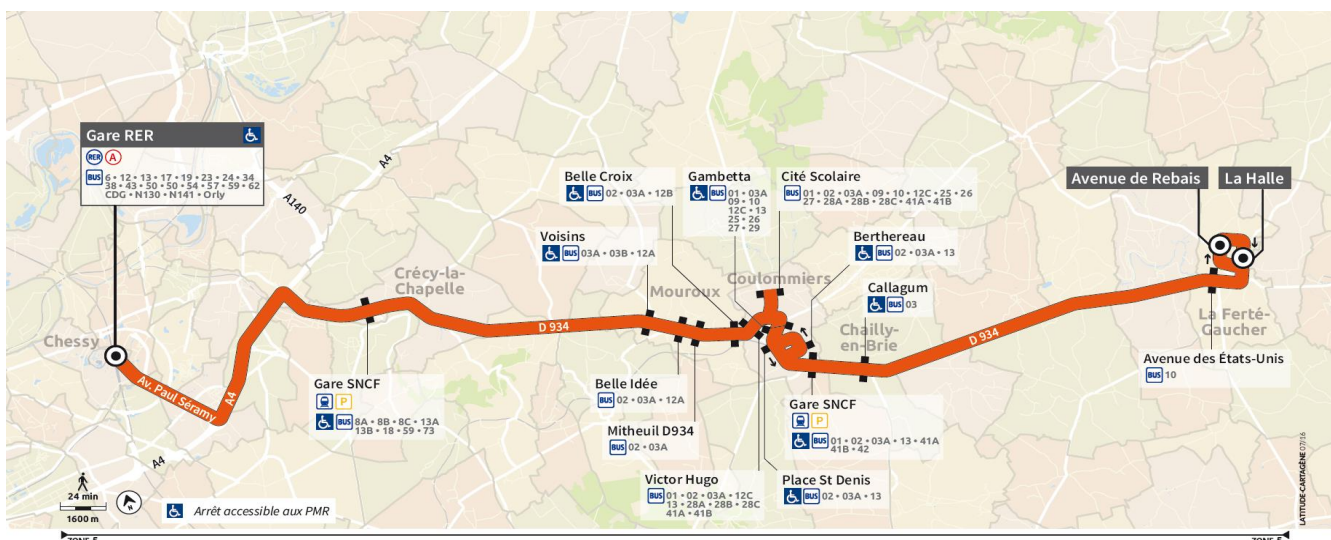 Gare RER
RER A
BUS 6 • 12 • 13 • 17 • 19 • 23 • 24 • 34
38 • 43 • 50 • 50 • 54 • 57 • 59 • 62
CDG • N130 • N141 • Orly
A4
A140
Chessy
Av. Paul Séramy
A4
A4
Crécy-la-
Chapelle
Gare SNCF
P
BUS 8A • 8B • 8C • 13A
13B • 18 • 59 • 73
D 934
Voisins
BUS 03A • 03B • 12A
Belle Croix
BUS 02 • 03A • 12B
Gambetta
BUS 01 • 03A
09 • 10
12C • 13
25 • 26
27 • 29
Cité Scolaire
BUS 01 • 02 • 03A • 09 • 10 • 12C • 25 • 26
27 • 28A • 28B • 28C • 41A • 41B
Mouroux
Coulommiers
Berthereau
BUS 02 • 03A • 13
Callagum
BUS 03
Chailly-
en-Brie
Belle Idée
BUS 02 • 03A • 12A
Mitheuil D934
BUS 02 • 03A
Victor Hugo
BUS 01 • 02 • 03A • 12C
13 • 28A • 28B • 28C
41A • 41B
Gare SNCF
P
BUS 01 • 02 • 03A • 13 • 41A
41B • 42
Place St Denis
BUS 02 • 03A • 13
D 934
Avenue de Rebais
La Halle
La Ferté-
Gaucher
Avenue des États-Unis
BUS 10
24 min
1600 m
N
Arrêt accessible aux PMR
LATITUDE-CARTAGÈNE 07/16
ZONE 5
ZONE 5